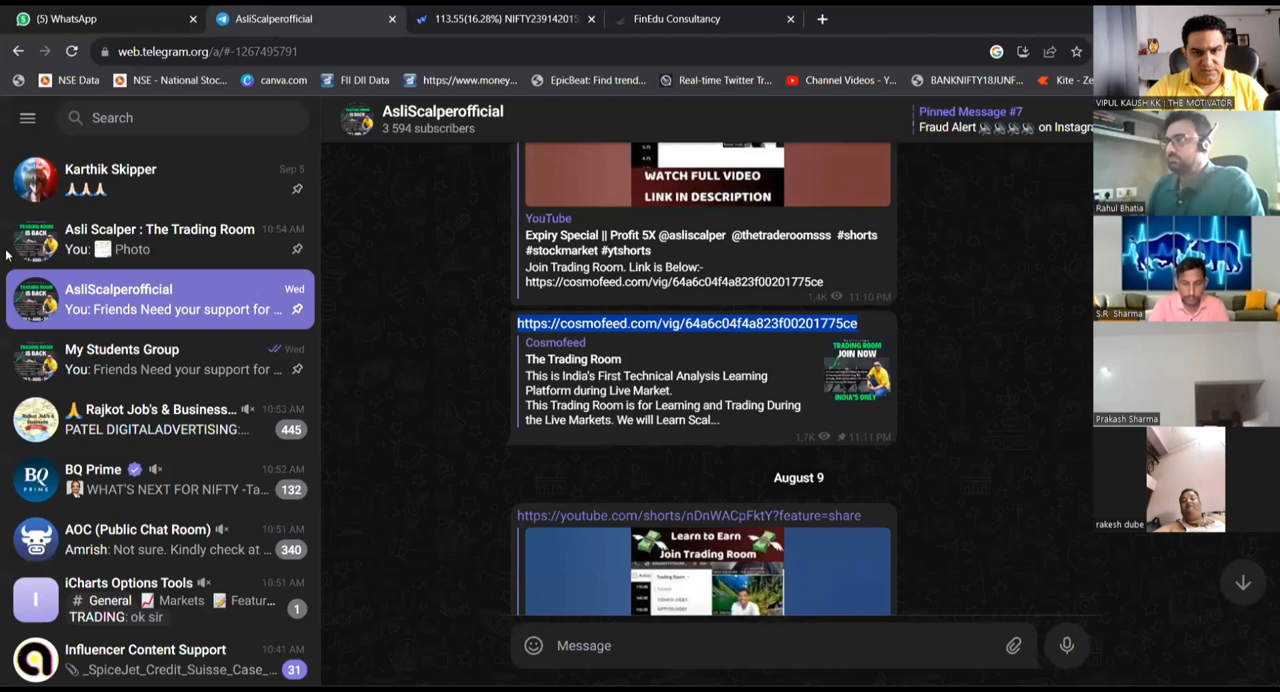 (5) WhatsApp
AsliScalperofficial
113.55(16.28%) NIFTY239142015
FinEdu Consultancy
web.telegram.org/a/#-1267495791
NSE Data
NSE - National Stoc...
canva.com
FII DII Data
https://www.mone...
EpicBeat: Find trend...
Real-time Twitter Tr...
Channel Videos - Y...
BANKNIFTY18JUNF...
Kite - Ze
Search
Karthik Skipper
Sep 5
🙏🙏🙏
Asli Scalper : The Trading Room
10:54 AM
You: Photo
AsliScalperofficial
Wed
You: Friends Need your support for ...
My Students Group
Wed
You: Friends Need your support for ...
🙏 Rajkot Job's & Business...
10:53 AM
PATEL DIGITALADVERTISING:...
445
BQ
PRIME
BQ Prime
10:52 AM
WHAT'S NEXT FOR NIFTY -Ta...
132
AOC (Public Chat Room)
10:51 AM
Amrish: Not sure. Kindly check at ...
340
I
iCharts Options Tools
10:51 AM
# General 📈 Markets 📝 Featur...
TRADING: ok sir
1
Influencer Content Support
10:41 AM
_SpiceJet_Credit_Suisse_Case_...
31
AsliScalperofficial
3 594 subscribers
Pinned Message #7
Fraud Alert 📣📣📣📣 on Instagr
WATCH FULL VIDEO
LINK IN DESCRIPTION
YouTube
Expiry Special || Profit 5X @asliscalper @thetraderoomsss #shorts
#stockmarket #ytshorts
Join Trading Room. Link is Below:-
https://cosmofeed.com/vig/64a6c04f4a823f00201775ce
1,4K
11:10 PM
https://cosmofeed.com/vig/64a6c04f4a823f00201775ce
Cosmofeed
The Trading Room
This is India's First Technical Analysis Learning
Platform during Live Market.
This Trading Room is for Learning and Trading During
the Live Markets. We will Learn Scal...
TRADING ROOM
JOIN NOW
INDIA'S ONLY
1,7K
11:11 PM
August 9
https://youtube.com/shorts/nDnWACpFktY?feature=share
Learn to Earn
Join Trading Room
Trading Room
Message
VIPUL KAUSHIKK : THE MOTIVATOR
Rahul Bhatia
S.R Sharma
Prakash Sharma
rakesh dube